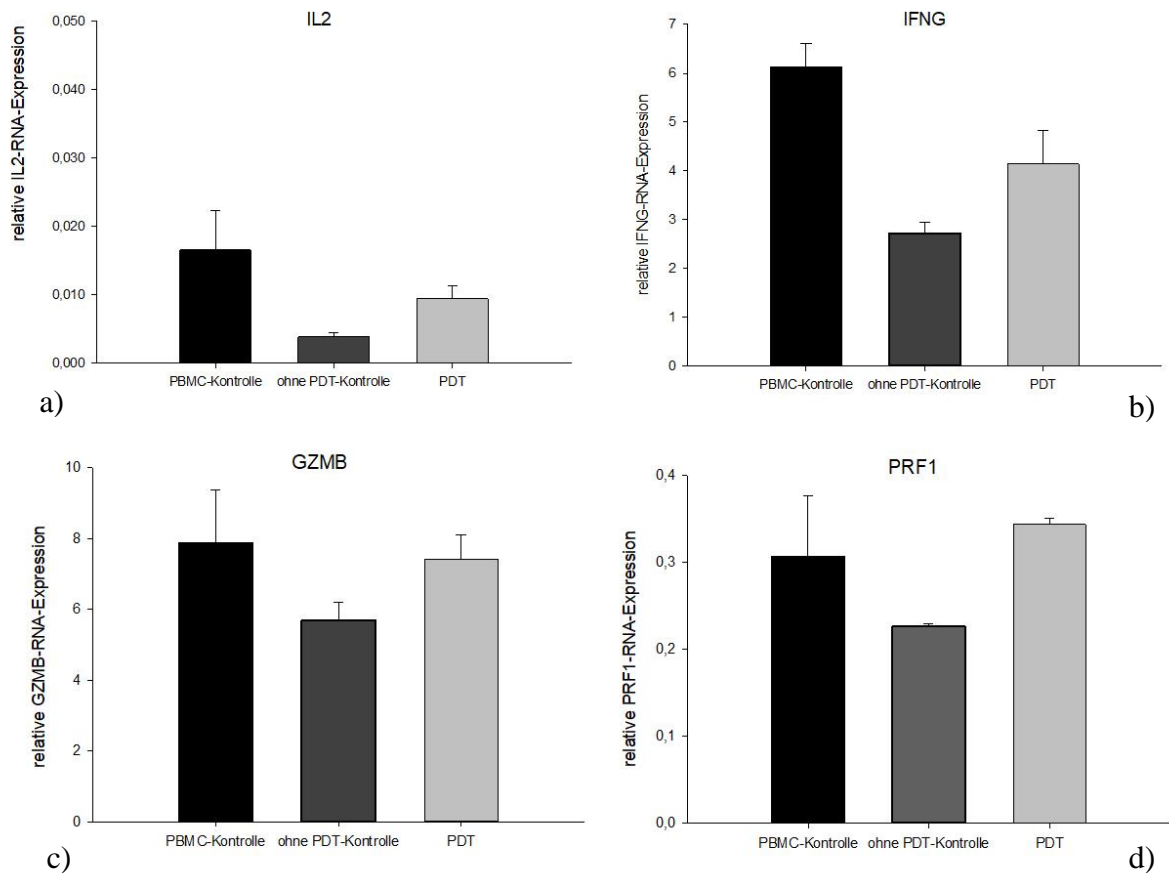 IL2
relative IL2-RNA-Expression
0,050
0,040
0,030
0,020
0,010
0,000
PBMC-Kontrolle ohne PDT-Kontrolle PDT
a)
IFNG
relative IFNG-RNA-Expression
7
6
5
4
3
2
1
0
PBMC-Kontrolle ohne PDT-Kontrolle PDT
b)
GZMB
relative GZMB-RNA-Expression
10
8
6
4
2
0
PBMC-Kontrolle ohne PDT-Kontrolle PDT
c)
PRF1
relative PRF1-RNA-Expression
0,4
0,3
0,2
0,1
0,0
PBMC-Kontrolle ohne PDT-Kontrolle PDT
d)